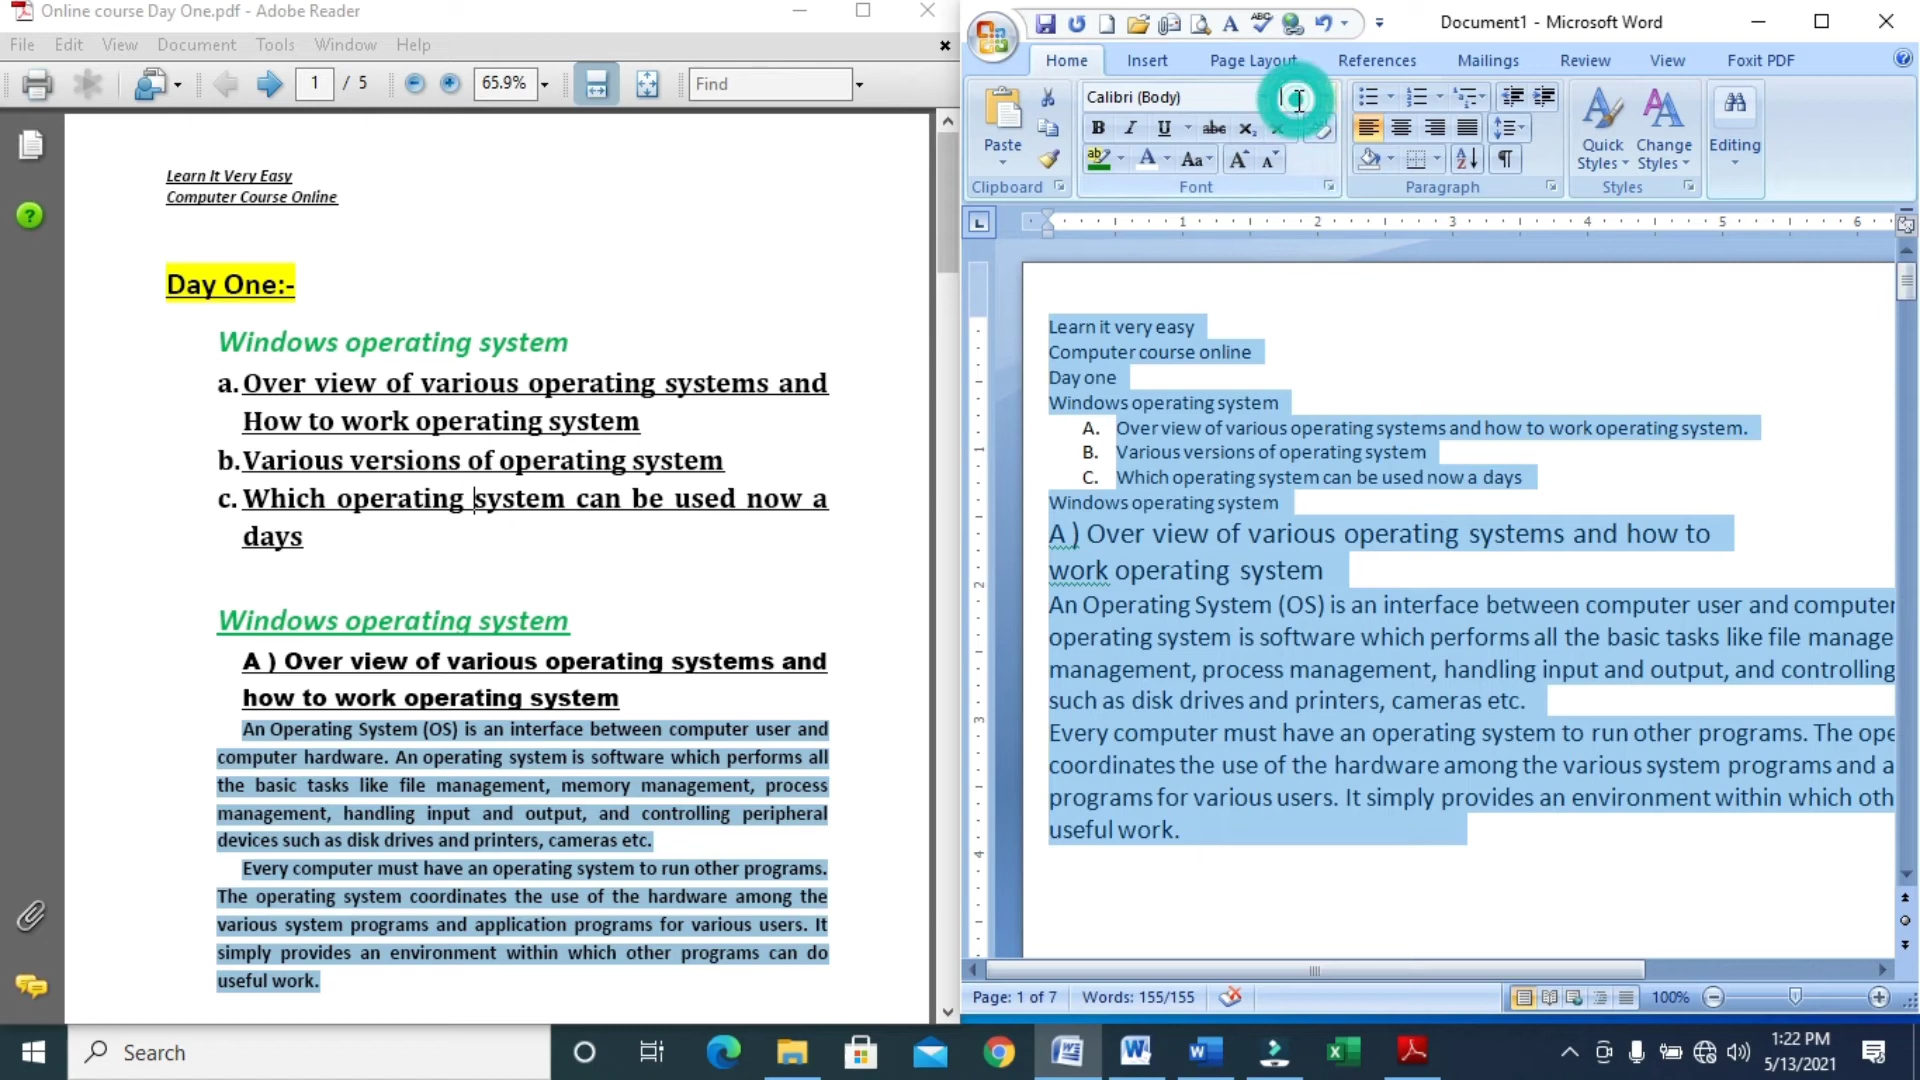 Online course Day One.pdf - Adobe Reader
File Edit View Document Tools Window Help
1 / 5
65.9%
Find
Learn It Very Easy
Computer Course Online
Day One:-
Windows operating system
a. Over view of various operating systems and
How to work operating system
b. Various versions of operating system
c. Which operating system can be used now a
days
Windows operating system
A ) Over view of various operating systems and
how to work operating system
An Operating System (OS) is an interface between computer user and
computer hardware. An operating system is software which performs all
the basic tasks like file management, memory management, process
management, handling input and output, and controlling peripheral
devices such as disk drives and printers, cameras etc.
Every computer must have an operating system to run other programs.
The operating system coordinates the use of the hardware among the
various system programs and application programs for various users. It
simply provides an environment within which other programs can do
useful work.
Document1 - Microsoft Word
Home Insert Page Layout References Mailings Review View Foxit PDF
Calibri (Body)
Paste
Quick Styles
Change Styles
Editing
Clipboard
Font
Paragraph
Styles
1 2 3 4 5 6
Learn it very easy
Computer course online
Day one
Windows operating system
A. Over view of various operating systems and how to work operating system.
B. Various versions of operating system
C. Which operating system can be used now a days
Windows operating system
A ) Over view of various operating systems and how to
work operating system
An Operating System (OS) is an interface between computer user and computer
operating system is software which performs all the basic tasks like file manage
management, process management, handling input and output, and controlling
such as disk drives and printers, cameras etc.
Every computer must have an operating system to run other programs. The ope
coordinates the use of the hardware among the various system programs and a
programs for various users. It simply provides an environment within which oth
useful work.
1
2
3
4
Page: 1 of 7 Words: 155/155
100%
Search
1:22 PM
5/13/2021